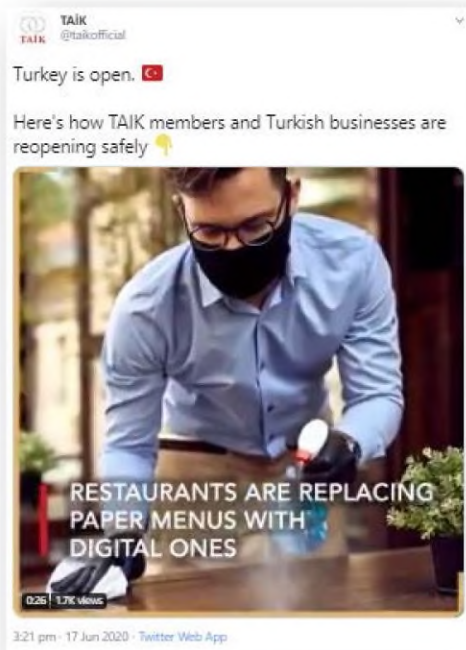 TAİK
@taikofficial
TAİK
Turkey is open. 🇹🇷
Here's how TAIK members and Turkish businesses are
reopening safely 👇
RESTAURANTS ARE REPLACING
PAPER MENUS WITH
DIGITAL ONES
0:26 1.7K views
3:21 pm · 17 Jun 2020 · Twitter Web App